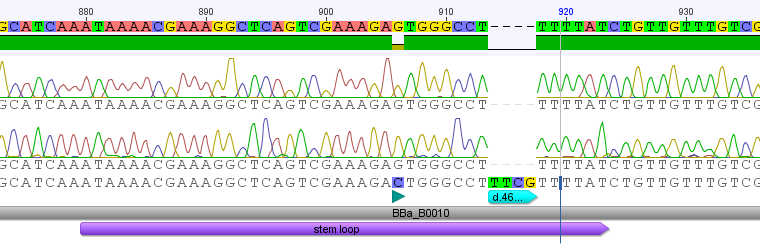 880 890 900 910 920 930
GCATCAAATAAAACGAAAGGCTCAGTCGAAAGAGTGGGCCT----TTTTATCTGTTGTTTGTCG
GCATCAAATAAAACGAAAGGCTCAGTCGAAAGAGTGGGCCT----TTTTATCTGTTGTTTGTCG
GCATCAAATAAAACGAAAGGCTCAGTCGAAAGAGTGGGCCT----TTTTATCTGTTGTTTGTCG
GCATCAAATAAAACGAAAGGCTCAGTCGAAAGACTGGGCCTTTCGTTTTATCTGTTGTTTGTCG
d.46...
BBa_B0010
stem loop